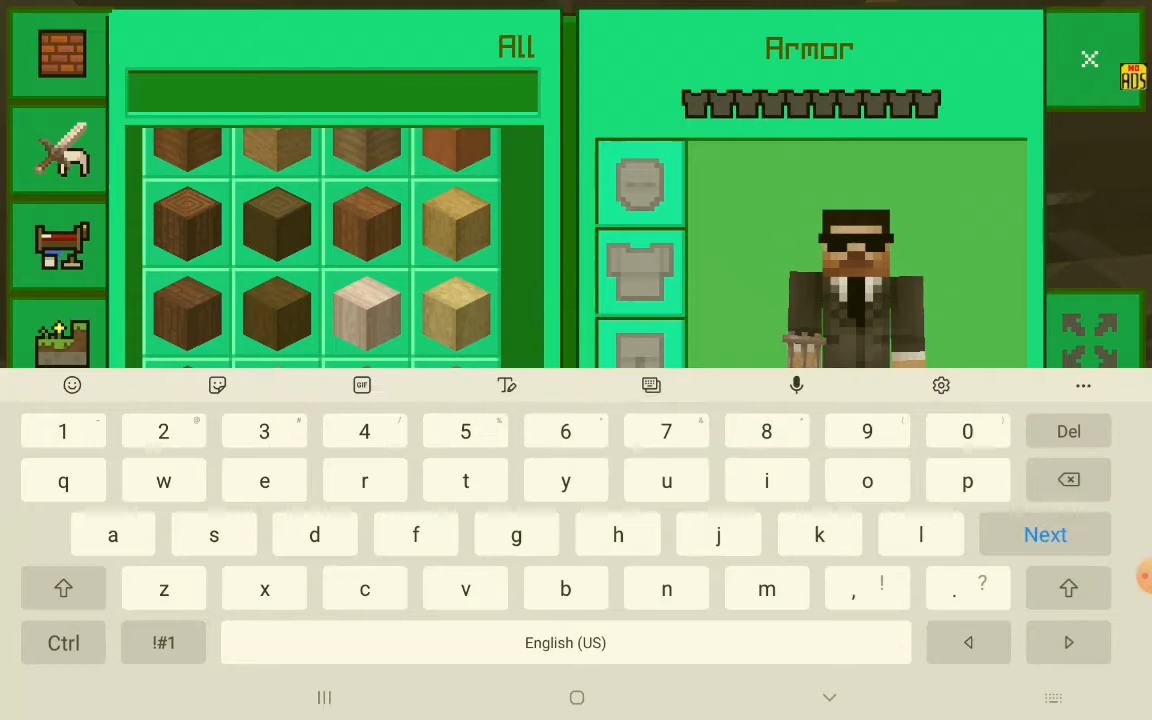 All
Armor
NO
ADS
GIF
1 - 2 @ 3 # 4 / 5 % 6 ^ 7 & 8 * 9 ( 0 ) Del
q w e r t y u i o p
a s d f g h j k l Next
z x c v b n m , ! . ?
Ctrl !#1 English (US)